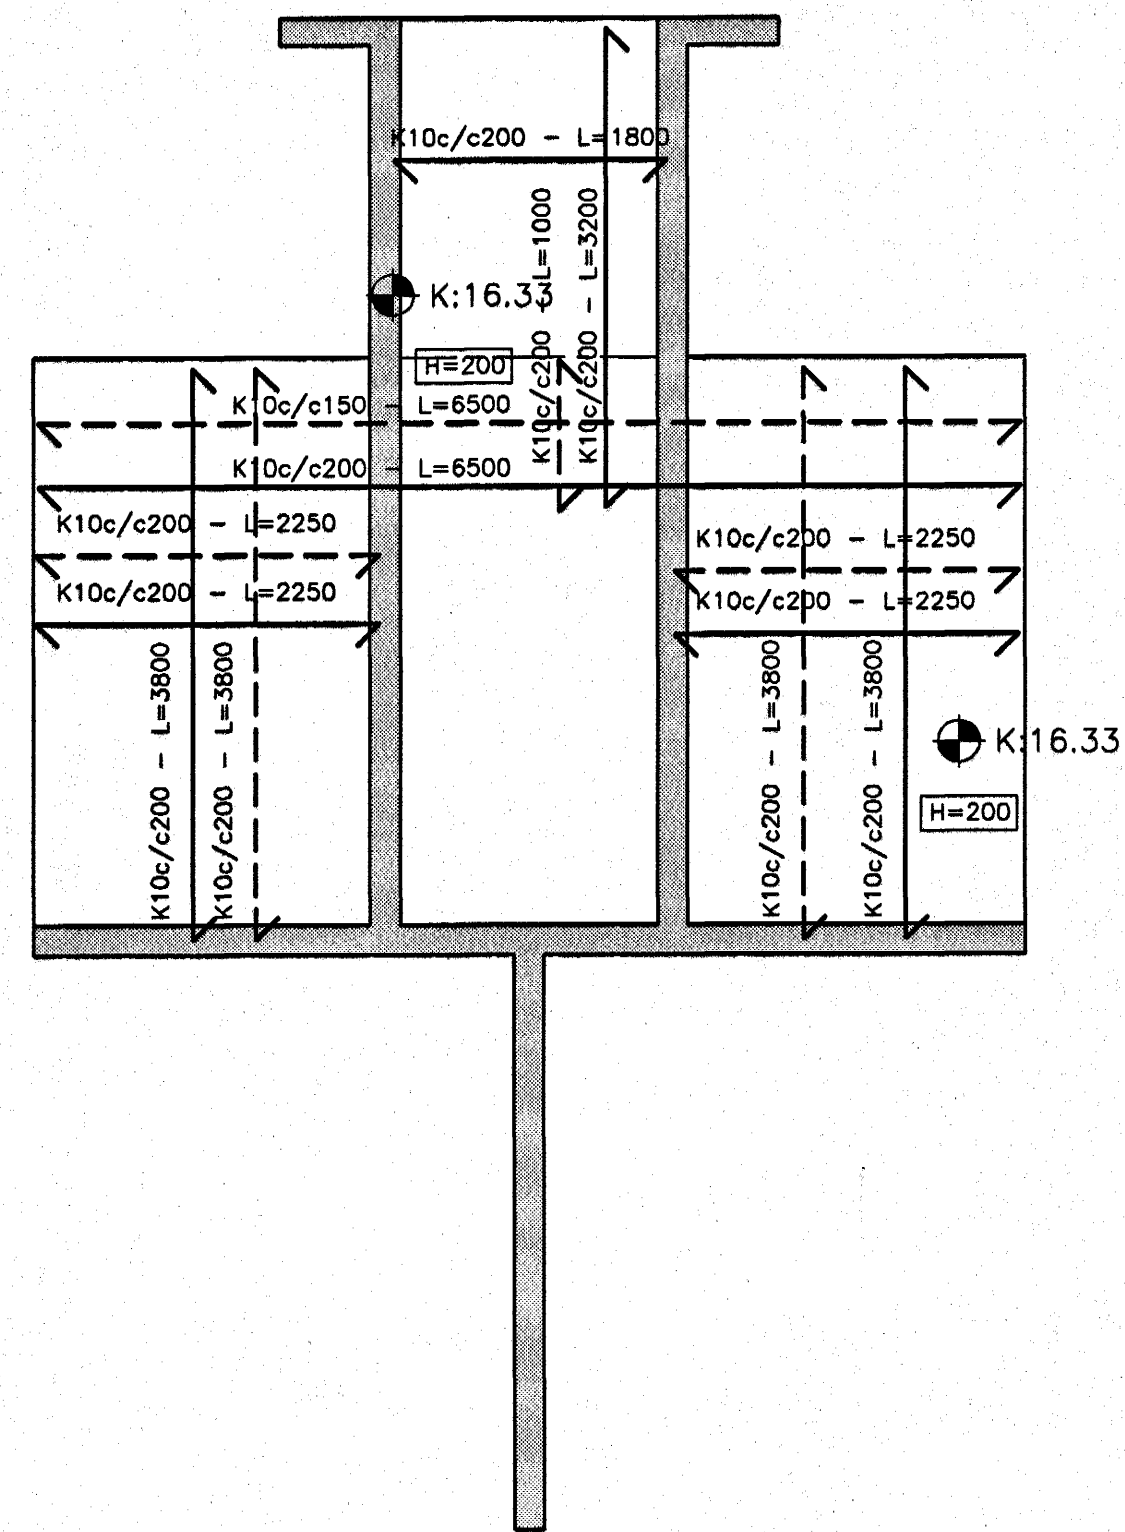 K10c/c200 - L=1800
K10c/c200 - L=1000
K10c/c200 - L=3200
K:16.33
H=200
K10c/c150 - L=6500
K10c/c200 - L=6500
K10c/c200 - L=2250
K10c/c200 - L=2250
K10c/c200 - L=2250
K10c/c200 - L=2250
K10c/c200 - L=3800
K10c/c200 - L=3800
K10c/c200 - L=3800
K10c/c200 - L=3800
K:16.33
H=200